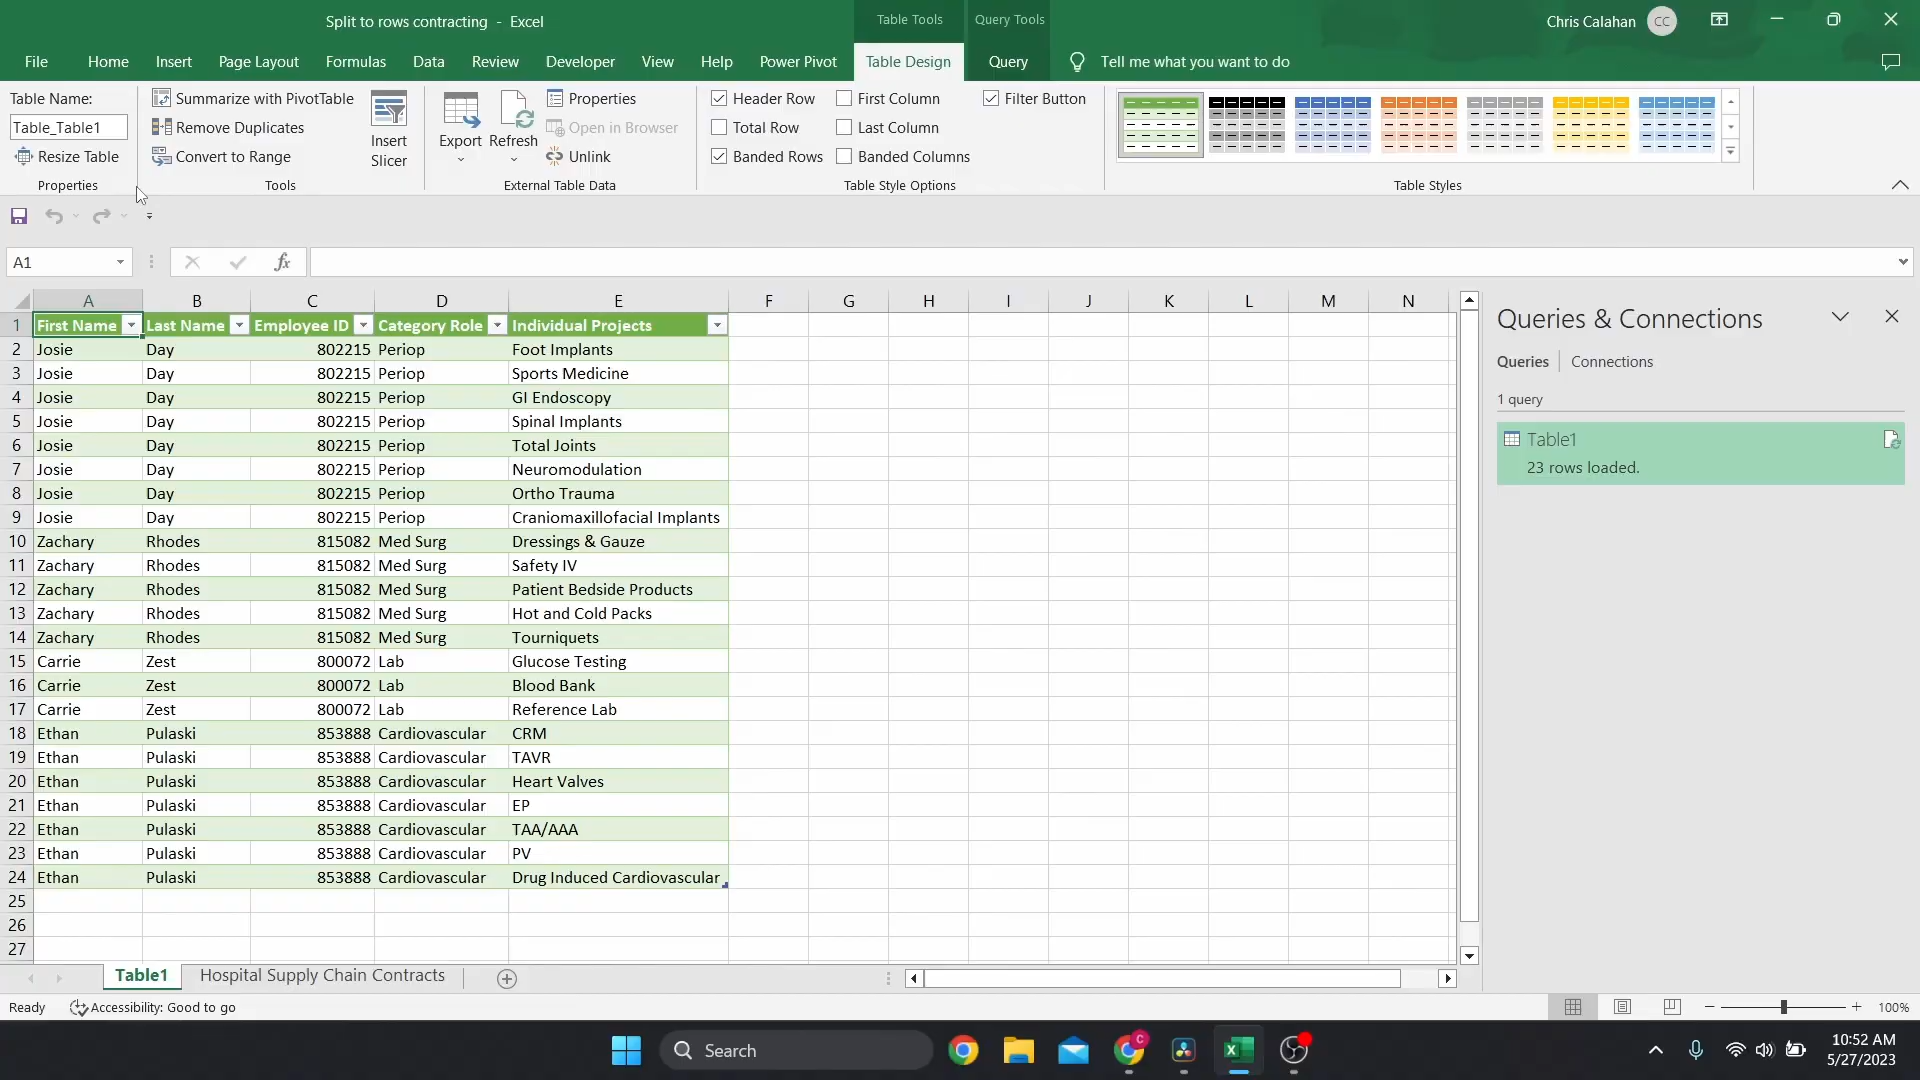 Split to rows contracting - Excel
Table Tools
Query Tools
Chris Calahan CC
File Home Insert Page Layout Formulas Data Review Developer View Help Power Pivot Table Design Query Tell me what you want to do
Table Name:
Table_Table1
Resize Table
Properties
Summarize with PivotTable
Remove Duplicates
Convert to Range
Insert
Slicer
Tools
Export
Refresh
Properties
Open in Browser
Unlink
External Table Data
Header Row
Total Row
Banded Rows
First Column
Last Column
Banded Columns
Filter Button
Table Style Options
Table Styles
A1 fx
A B C D E F G H I J K L M N
1 First Name Last Name Employee ID Category Role Individual Projects
2 Josie Day 802215 Periop Foot Implants
3 Josie Day 802215 Periop Sports Medicine
4 Josie Day 802215 Periop GI Endoscopy
5 Josie Day 802215 Periop Spinal Implants
6 Josie Day 802215 Periop Total Joints
7 Josie Day 802215 Periop Neuromodulation
8 Josie Day 802215 Periop Ortho Trauma
9 Josie Day 802215 Periop Craniomaxillofacial Implants
10 Zachary Rhodes 815082 Med Surg Dressings & Gauze
11 Zachary Rhodes 815082 Med Surg Safety IV
12 Zachary Rhodes 815082 Med Surg Patient Bedside Products
13 Zachary Rhodes 815082 Med Surg Hot and Cold Packs
14 Zachary Rhodes 815082 Med Surg Tourniquets
15 Carrie Zest 800072 Lab Glucose Testing
16 Carrie Zest 800072 Lab Blood Bank
17 Carrie Zest 800072 Lab Reference Lab
18 Ethan Pulaski 853888 Cardiovascular CRM
19 Ethan Pulaski 853888 Cardiovascular TAVR
20 Ethan Pulaski 853888 Cardiovascular Heart Valves
21 Ethan Pulaski 853888 Cardiovascular EP
22 Ethan Pulaski 853888 Cardiovascular TAA/AAA
23 Ethan Pulaski 853888 Cardiovascular PV
24 Ethan Pulaski 853888 Cardiovascular Drug Induced Cardiovascular
25
26
27
Queries & Connections
Queries Connections
1 query
Table1
23 rows loaded.
Table1 Hospital Supply Chain Contracts
Ready Accessibility: Good to go 100%
Search
C
10:52 AM
5/27/2023